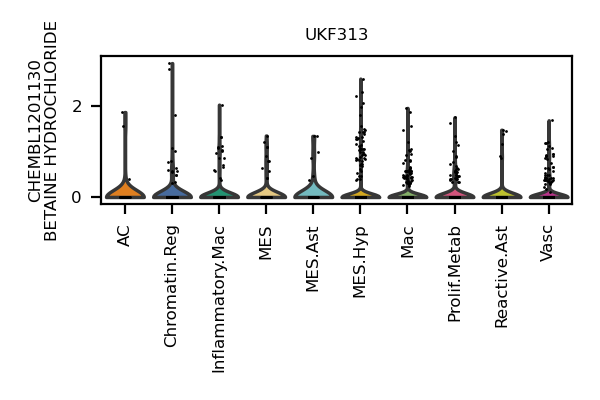 UKF313
CHEMBL1201130
BETAINE HYDROCHLORIDE
2
0
AC
Chromatin.Reg
Inflammatory.Mac
MES
MES.Ast
MES.Hyp
Mac
Prolif.Metab
Reactive.Ast
Vasc